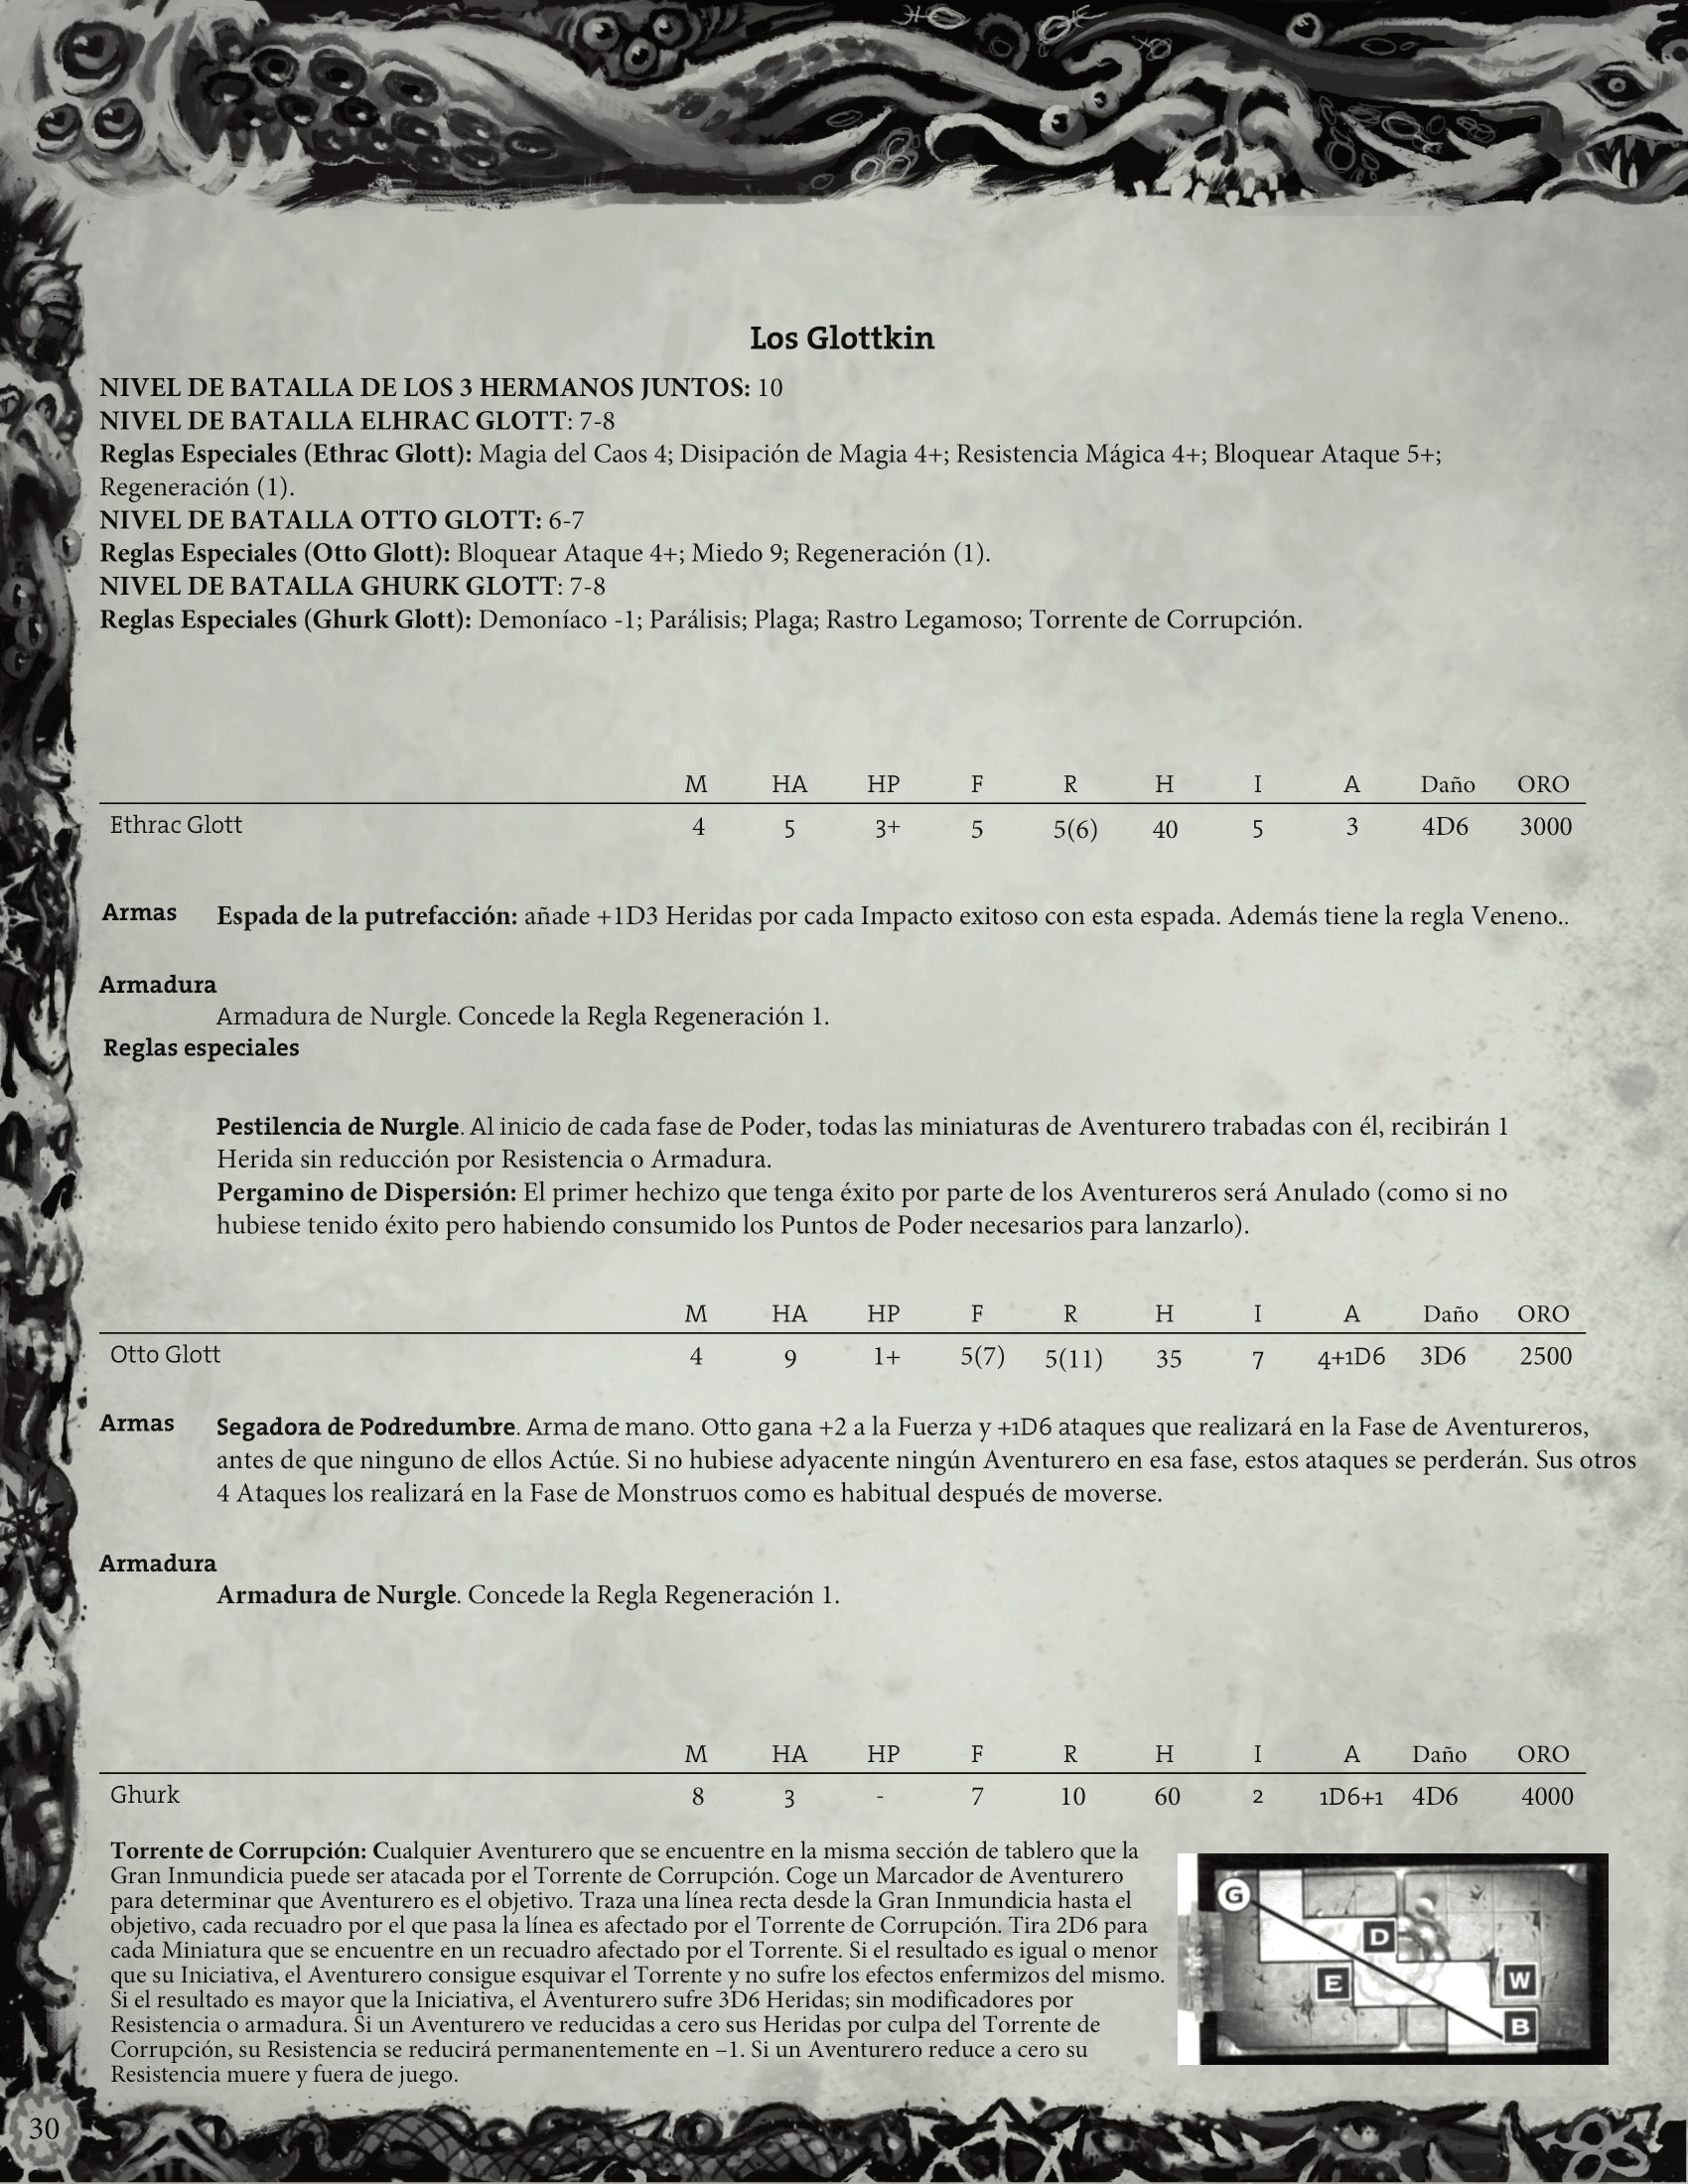 Los Glottkin
NIVEL DE BATALLA DE LOS 3 HERMANOS JUNTOS: 10
NIVEL DE BATALLA ELHRAC GLOTT: 7-8
Reglas Especiales (Ethrac Glott): Magia del Caos 4; Disipación de Magia 4+; Resistencia Mágica 4+; Bloquear Ataque 5+;
Regeneración (1).
NIVEL DE BATALLA OTTO GLOTT: 6-7
Reglas Especiales (Otto Glott): Bloquear Ataque 4+; Miedo 9; Regeneración (1).
NIVEL DE BATALLA GHURK GLOTT: 7-8
Reglas Especiales (Ghurk Glott): Demoníaco -1; Parálisis; Plaga; Rastro Legamoso; Torrente de Corrupción.
M HA HP F R H I A Daño ORO
Ethrac Glott 4 5 3+ 5 5(6) 40 5 3 4D6 3000
Armas Espada de la putrefacción: añade +1D3 Heridas por cada Impacto exitoso con esta espada. Además tiene la regla Veneno..
Armadura
Armadura de Nurgle. Concede la Regla Regeneración 1.
Reglas especiales
Pestilencia de Nurgle. Al inicio de cada fase de Poder, todas las miniaturas de Aventurero trabadas con él, recibirán 1
Herida sin reducción por Resistencia o Armadura.
Pergamino de Dispersión: El primer hechizo que tenga éxito por parte de los Aventureros será Anulado (como si no
hubiese tenido éxito pero habiendo consumido los Puntos de Poder necesarios para lanzarlo).
M HA HP F R H I A Daño ORO
Otto Glott 4 9 1+ 5(7) 5(11) 35 7 4+1D6 3D6 2500
Armas Segadora de Podredumbre. Arma de mano. Otto gana +2 a la Fuerza y +1D6 ataques que realizará en la Fase de Aventureros,
antes de que ninguno de ellos Actúe. Si no hubiese adyacente ningún Aventurero en esa fase, estos ataques se perderán. Sus otros
4 Ataques los realizará en la Fase de Monstruos como es habitual después de moverse.
Armadura
Armadura de Nurgle. Concede la Regla Regeneración 1.
M HA HP F R H I A Daño ORO
Ghurk 8 3 - 7 10 60 2 1D6+1 4D6 4000
Torrente de Corrupción: Cualquier Aventurero que se encuentre en la misma sección de tablero que la
Gran Inmundicia puede ser atacada por el Torrente de Corrupción. Coge un Marcador de Aventurero
para determinar que Aventurero es el objetivo. Traza una línea recta desde la Gran Inmundicia hasta el
objetivo, cada recuadro por el que pasa la línea es afectado por el Torrente de Corrupción. Tira 2D6 para
cada Miniatura que se encuentre en un recuadro afectado por el Torrente. Si el resultado es igual o menor
que su Iniciativa, el Aventurero consigue esquivar el Torrente y no sufre los efectos enfermizos del mismo.
Si el resultado es mayor que la Iniciativa, el Aventurero sufre 3D6 Heridas; sin modificadores por
Resistencia o armadura. Si un Aventurero ve reducidas a cero sus Heridas por culpa del Torrente de
Corrupción, su Resistencia se reducirá permanentemente en –1. Si un Aventurero reduce a cero su
Resistencia muere y fuera de juego.
G
D
E
W
B
30